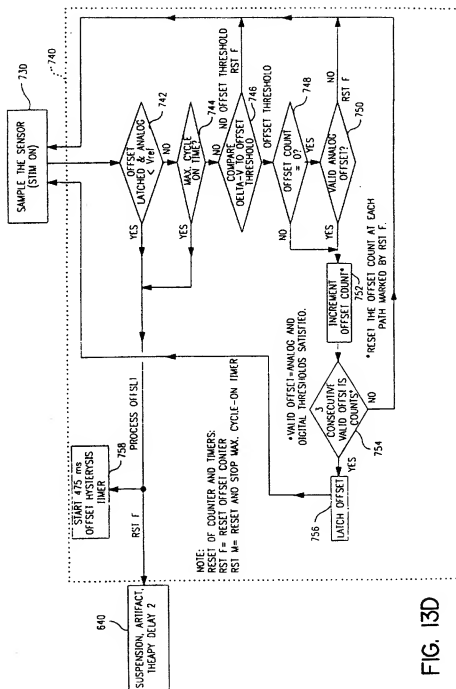 730
SAMPLE THE SENSOR
(STIM ON)
740
742
OFFSET
LATCHED & ANALOG
< Vref
YES
NO
744
MAX. CYCLE
ON TIME?
YES
NO
NO OFFSET THRESHOLD
RST F
746
COMPARE
DELTA-V TO OFFSET
THRESHOLD
OFFSET THRESHOLD
748
OFFSET COUNT
= 0?
NO
YES
750
VALID ANALOG
OFFSET?
NO
RST F
YES
752
INCREMENT
OFFSET COUNT*
*RESET THE OFFSET COUNT AT EACH
PATH MARKED BY RST F.
*VALID OFFSET=ANALOG AND
DIGITAL THRESHOLDS SATISFIED.
3
CONSECUTIVE
VALID OFFSET
COUNTS*
754
NO
YES
756
LATCH OFFSET
PROCESS OFFSET
START 475 ms
OFFSET HYSTERYSIS
TIMER
758
RST F
NOTE:
RESET OF COUNTER AND TIMERS:
RST F= RESET OFFSET CONTER
RST M= RESET AND STOP MAX. CYCLE-ON TIMER
640
SUSPENSION, ARTIFACT,
THEAPY DELAY 2
FIG. 13D